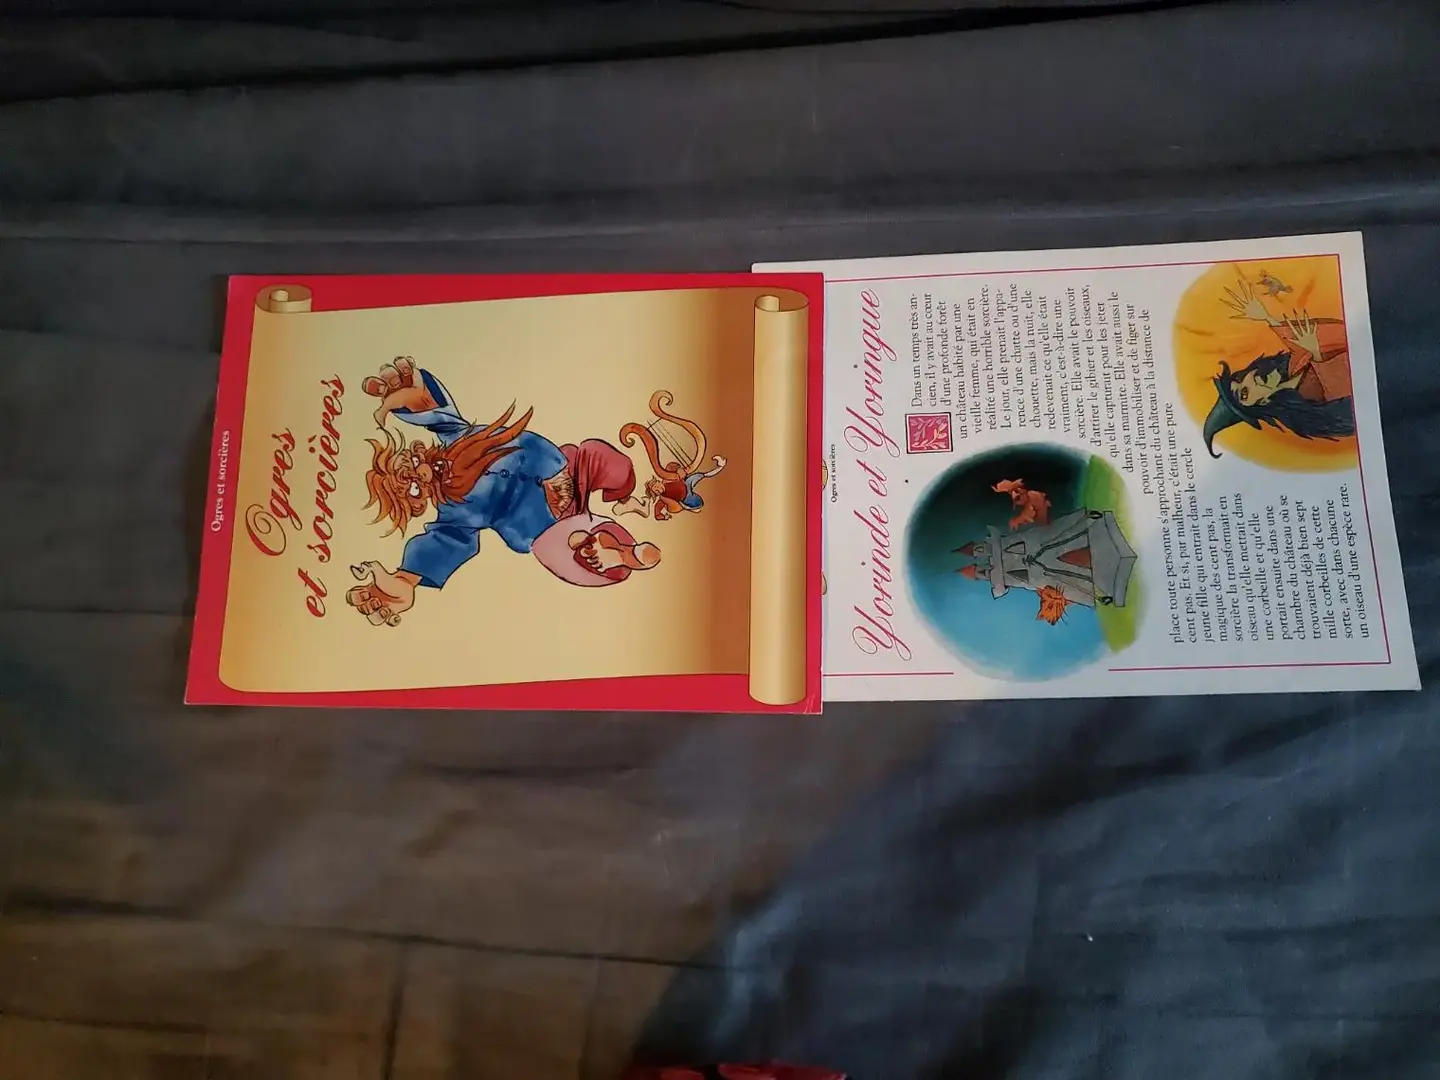 Ogres et sorcières
Ogres
et sorcières
Ogres et sorcières
Yorinde et Yoringue
Dans un temps très an-
cien, il y avait au cœur
d'une profonde forêt
un château habité par une
vieille femme, qui était en
réalité une horrible sorcière.
Le jour, elle prenait l'appa-
rence d'une chatte ou d'une
chouette, mais la nuit, elle
redevenait ce qu'elle était
vraiment, c'est-à-dire une
sorcière. Elle avait le pouvoir
d'attirer le gibier et les oiseaux,
qu'elle capturait pour les jeter
dans sa marmite. Elle avait aussi le
pouvoir d'immobiliser et de figer sur
place toute personne s'approchant du château à la distance de
cent pas. Et si, par malheur, c'était une pure
jeune fille qui entrait dans le cercle
magique des cent pas, la
sorcière la transformait en
oiseau qu'elle mettrait dans
une corbeille et qu'elle
portait ensuite dans une
chambre du château où se
trouvaient déjà bien sept
mille corbeilles de cette
sorte, avec dans chacune
un oiseau d'une espèce rare.